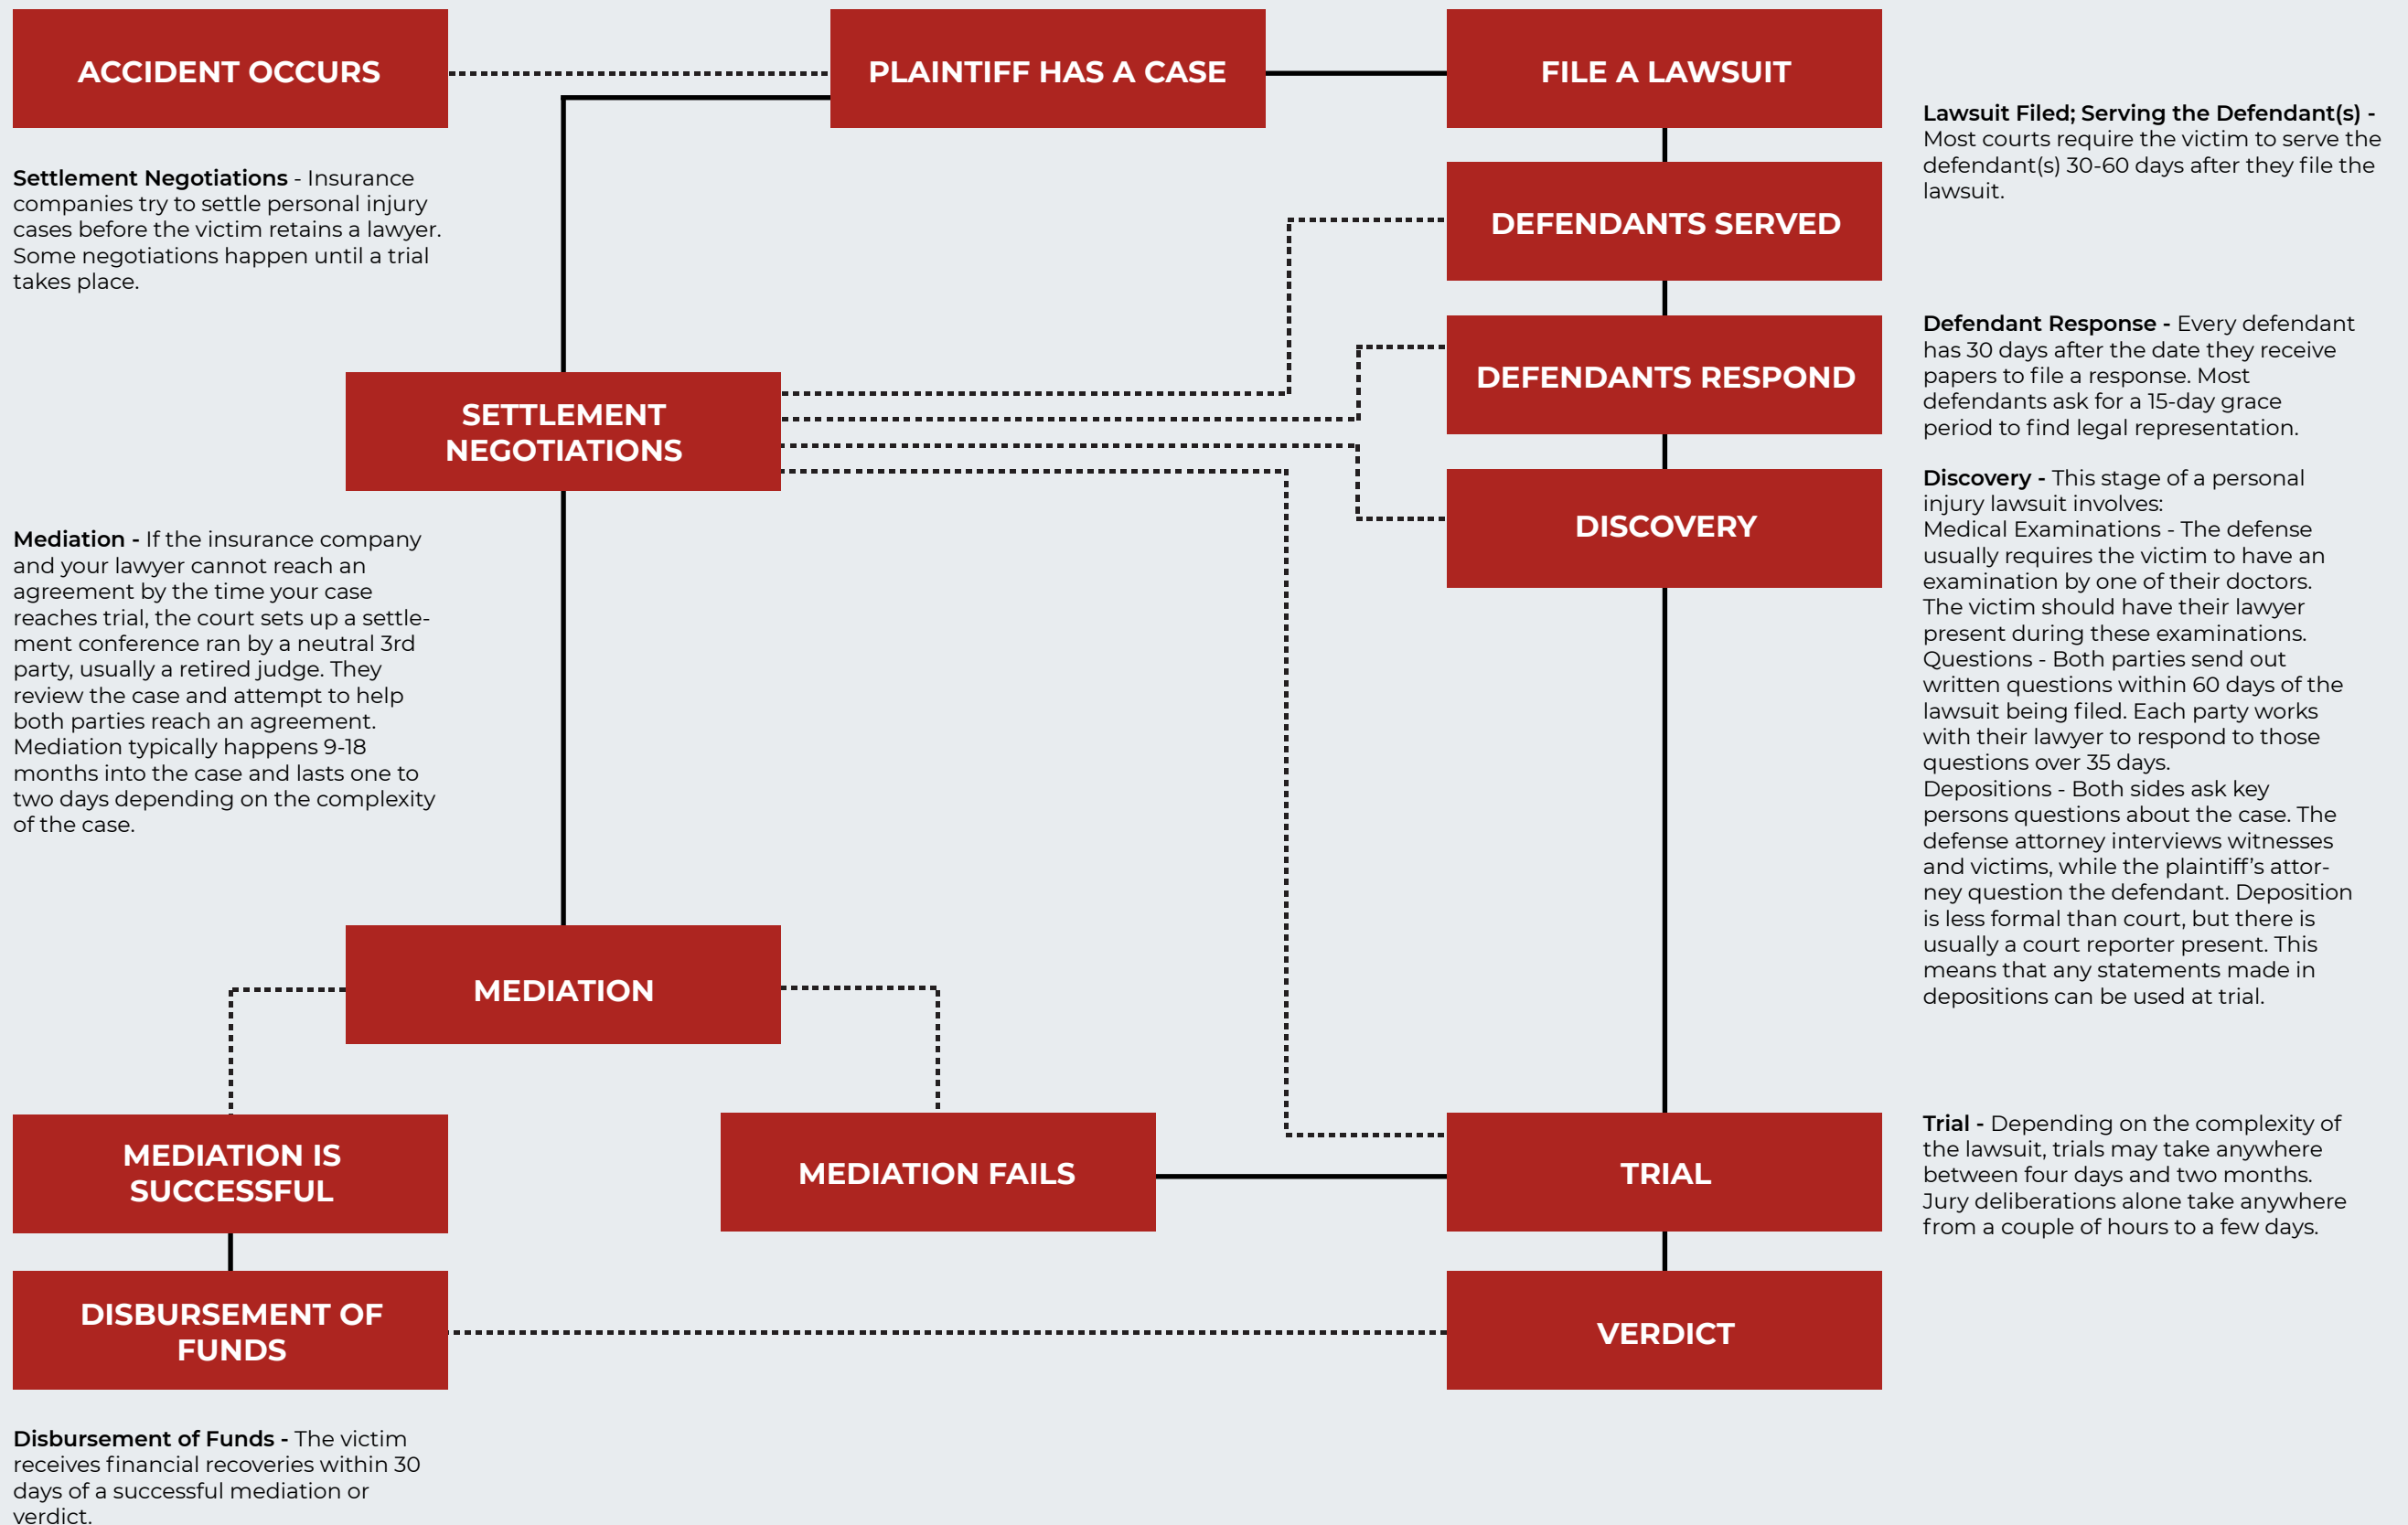 ACCIDENT OCCURS
PLAINTIFF HAS A CASE
FILE A LAWSUIT
Settlement Negotiations - Insurance
companies try to settle personal injury
cases before the victim retains a lawyer.
Some negotiations happen until a trial
takes place.
Lawsuit Filed; Serving the Defendant(s) -
Most courts require the victim to serve the
defendant(s) 30-60 days after they file the
lawsuit.
DEFENDANTS SERVED
DEFENDANTS RESPOND
Defendant Response - Every defendant
has 30 days after the date they receive
papers to file a response. Most
defendants ask for a 15-day grace
period to find legal representation.
SETTLEMENT
NEGOTIATIONS
DISCOVERY
Discovery - This stage of a personal
injury lawsuit involves:
Medical Examinations - The defense
usually requires the victim to have an
examination by one of their doctors.
The victim should have their lawyer
present during these examinations.
Questions - Both parties send out
written questions within 60 days of the
lawsuit being filed. Each party works
with their lawyer to respond to those
questions over 35 days.
Depositions - Both sides ask key
persons questions about the case. The
defense attorney interviews witnesses
and victims, while the plaintiff's attor-
ney question the defendant. Deposition
is less formal than court, but there is
usually a court reporter present. This
means that any statements made in
depositions can be used at trial.
Mediation - If the insurance company
and your lawyer cannot reach an
agreement by the time your case
reaches trial, the court sets up a settle-
ment conference ran by a neutral 3rd
party, usually a retired judge. They
review the case and attempt to help
both parties reach an agreement.
Mediation typically happens 9-18
months into the case and lasts one to
two days depending on the complexity
of the case.
MEDIATION
MEDIATION IS
SUCCESSFUL
MEDIATION FAILS
TRIAL
Trial - Depending on the complexity of
the lawsuit, trials may take anywhere
between four days and two months.
Jury deliberations alone take anywhere
from a couple of hours to a few days.
DISBURSEMENT OF
FUNDS
VERDICT
Disbursement of Funds - The victim
receives financial recoveries within 30
days of a successful mediation or
verdict.